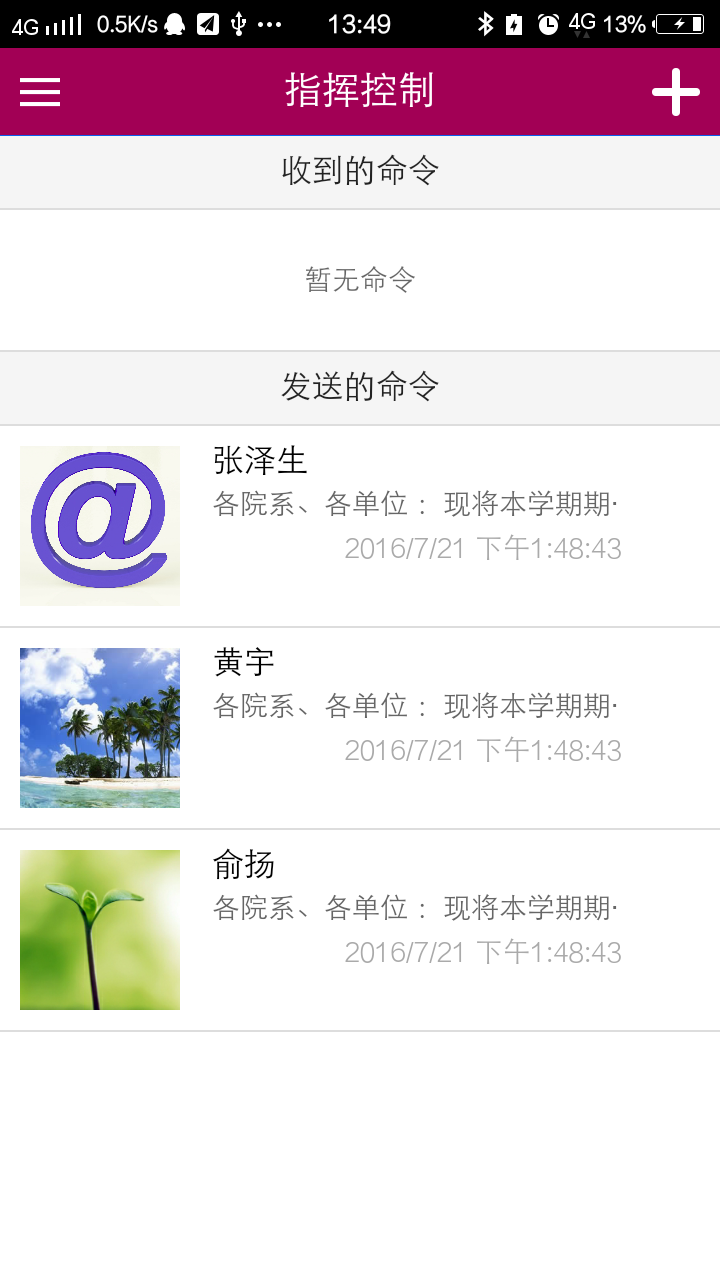 4G 0.5K/s 13:49 4G 13%
指挥控制
收到的命令
暂无命令
发送的命令
张泽生
各院系、各单位 ：现将本学期期·
2016/7/21 下午1:48:43
黄宇
各院系、各单位 ：现将本学期期·
2016/7/21 下午1:48:43
俞扬
各院系、各单位 ：现将本学期期·
2016/7/21 下午1:48:43